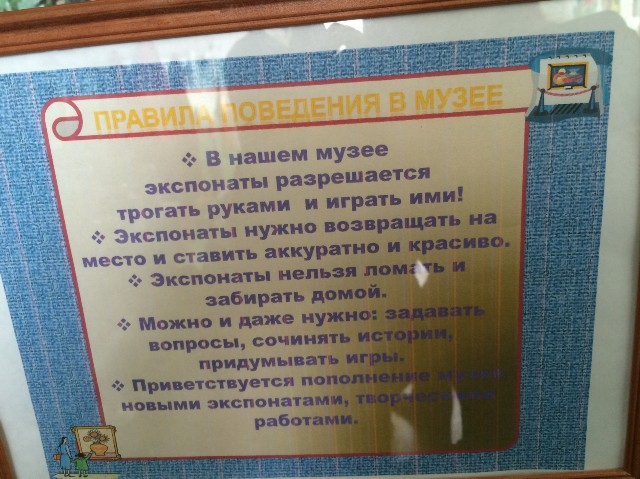 ПРАВИЛА ПОВЕДЕНИЯ В МУЗЕЕ
❖ В нашем музее
экспонаты разрешается
трогать руками и играть ими!
❖ Экспонаты нужно возвращать на
место и ставить аккуратно и красиво.
❖ Экспонаты нельзя ломать и
забирать домой.
❖ Можно и даже нужно: задавать
вопросы, сочинять истории,
придумывать игры.
❖ Приветствуется пополнение музея
новыми экспонатами, творческими
работами.